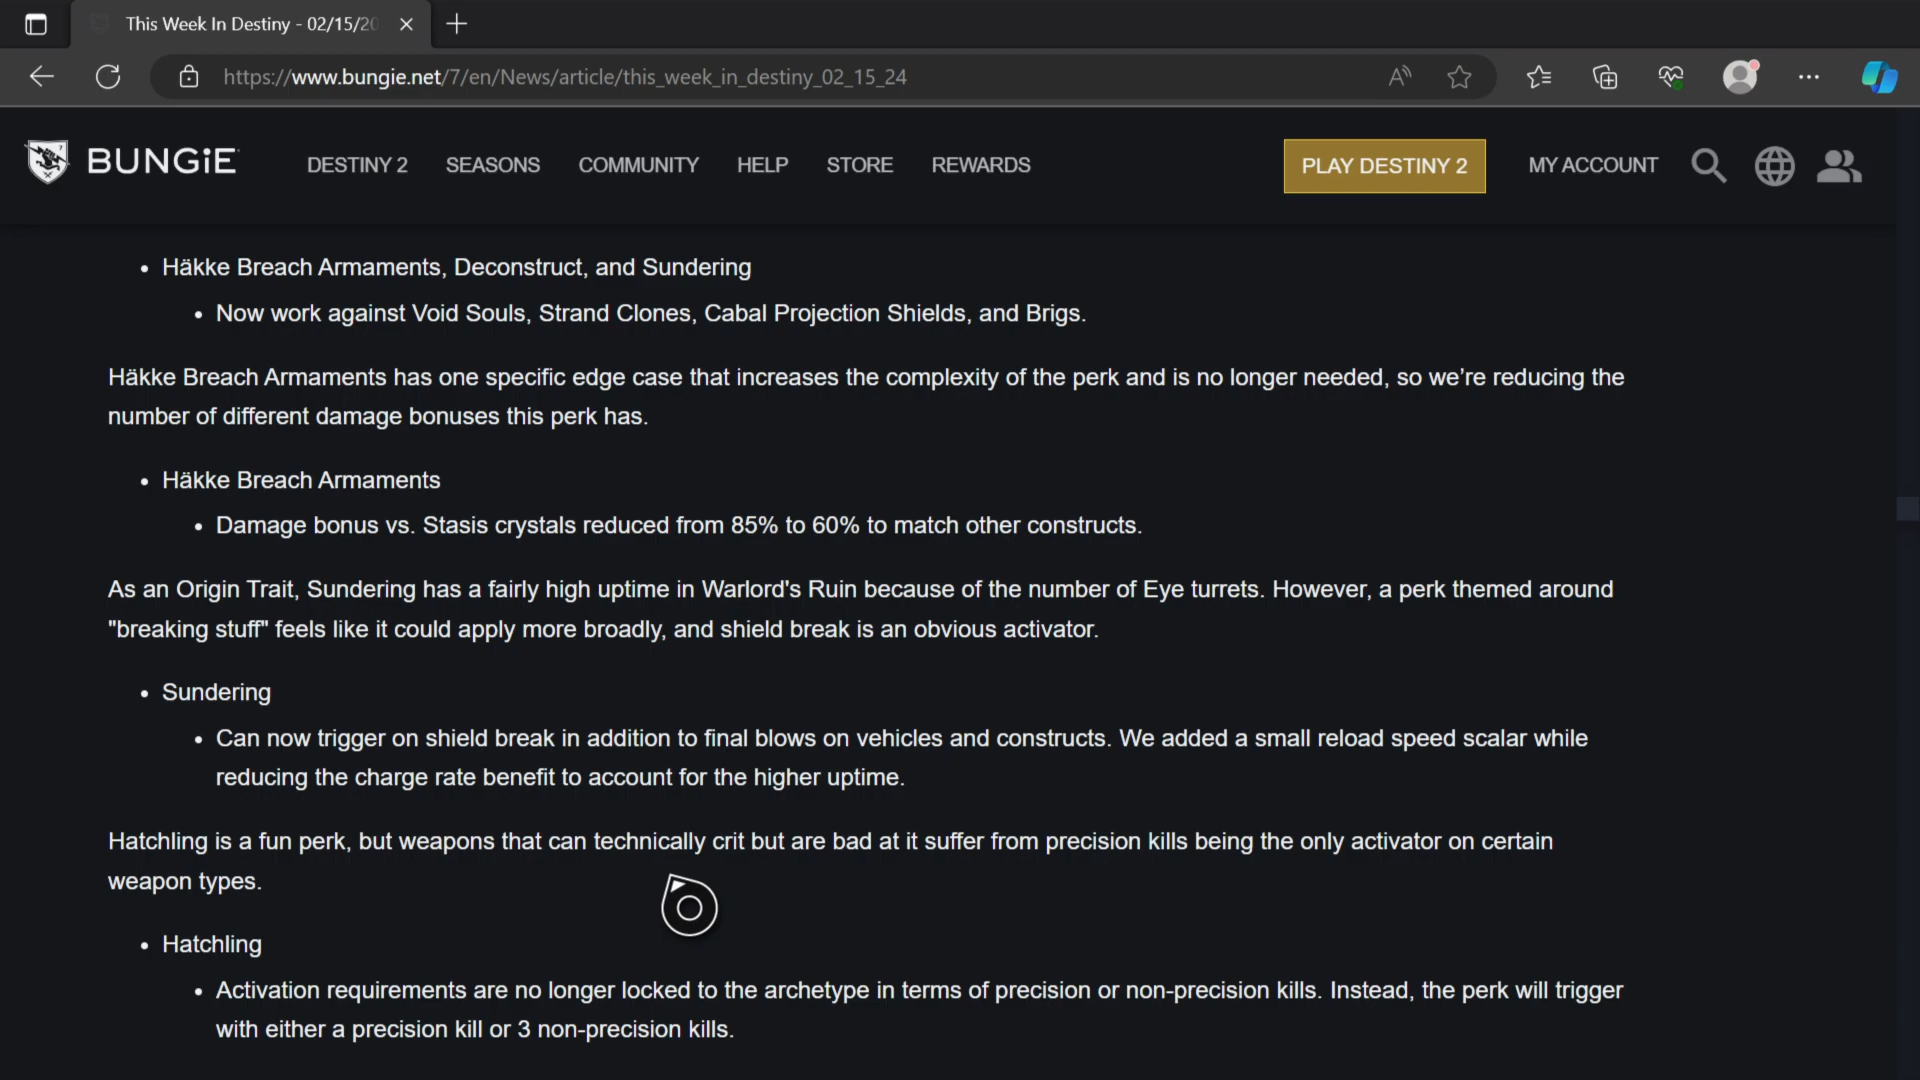 This Week In Destiny - 02/15/20
https://www.bungie.net/7/en/News/article/this_week_in_destiny_02_15_24
BUNGiE
DESTINY 2
SEASONS
COMMUNITY
HELP
STORE
REWARDS
PLAY DESTINY 2
MY ACCOUNT
• Häkke Breach Armaments, Deconstruct, and Sundering
• Now work against Void Souls, Strand Clones, Cabal Projection Shields, and Brigs.
Häkke Breach Armaments has one specific edge case that increases the complexity of the perk and is no longer needed, so we’re reducing the
number of different damage bonuses this perk has.
• Häkke Breach Armaments
• Damage bonus vs. Stasis crystals reduced from 85% to 60% to match other constructs.
As an Origin Trait, Sundering has a fairly high uptime in Warlord's Ruin because of the number of Eye turrets. However, a perk themed around
"breaking stuff" feels like it could apply more broadly, and shield break is an obvious activator.
• Sundering
• Can now trigger on shield break in addition to final blows on vehicles and constructs. We added a small reload speed scalar while
reducing the charge rate benefit to account for the higher uptime.
Hatchling is a fun perk, but weapons that can technically crit but are bad at it suffer from precision kills being the only activator on certain
weapon types.
• Hatchling
• Activation requirements are no longer locked to the archetype in terms of precision or non-precision kills. Instead, the perk will trigger
with either a precision kill or 3 non-precision kills.